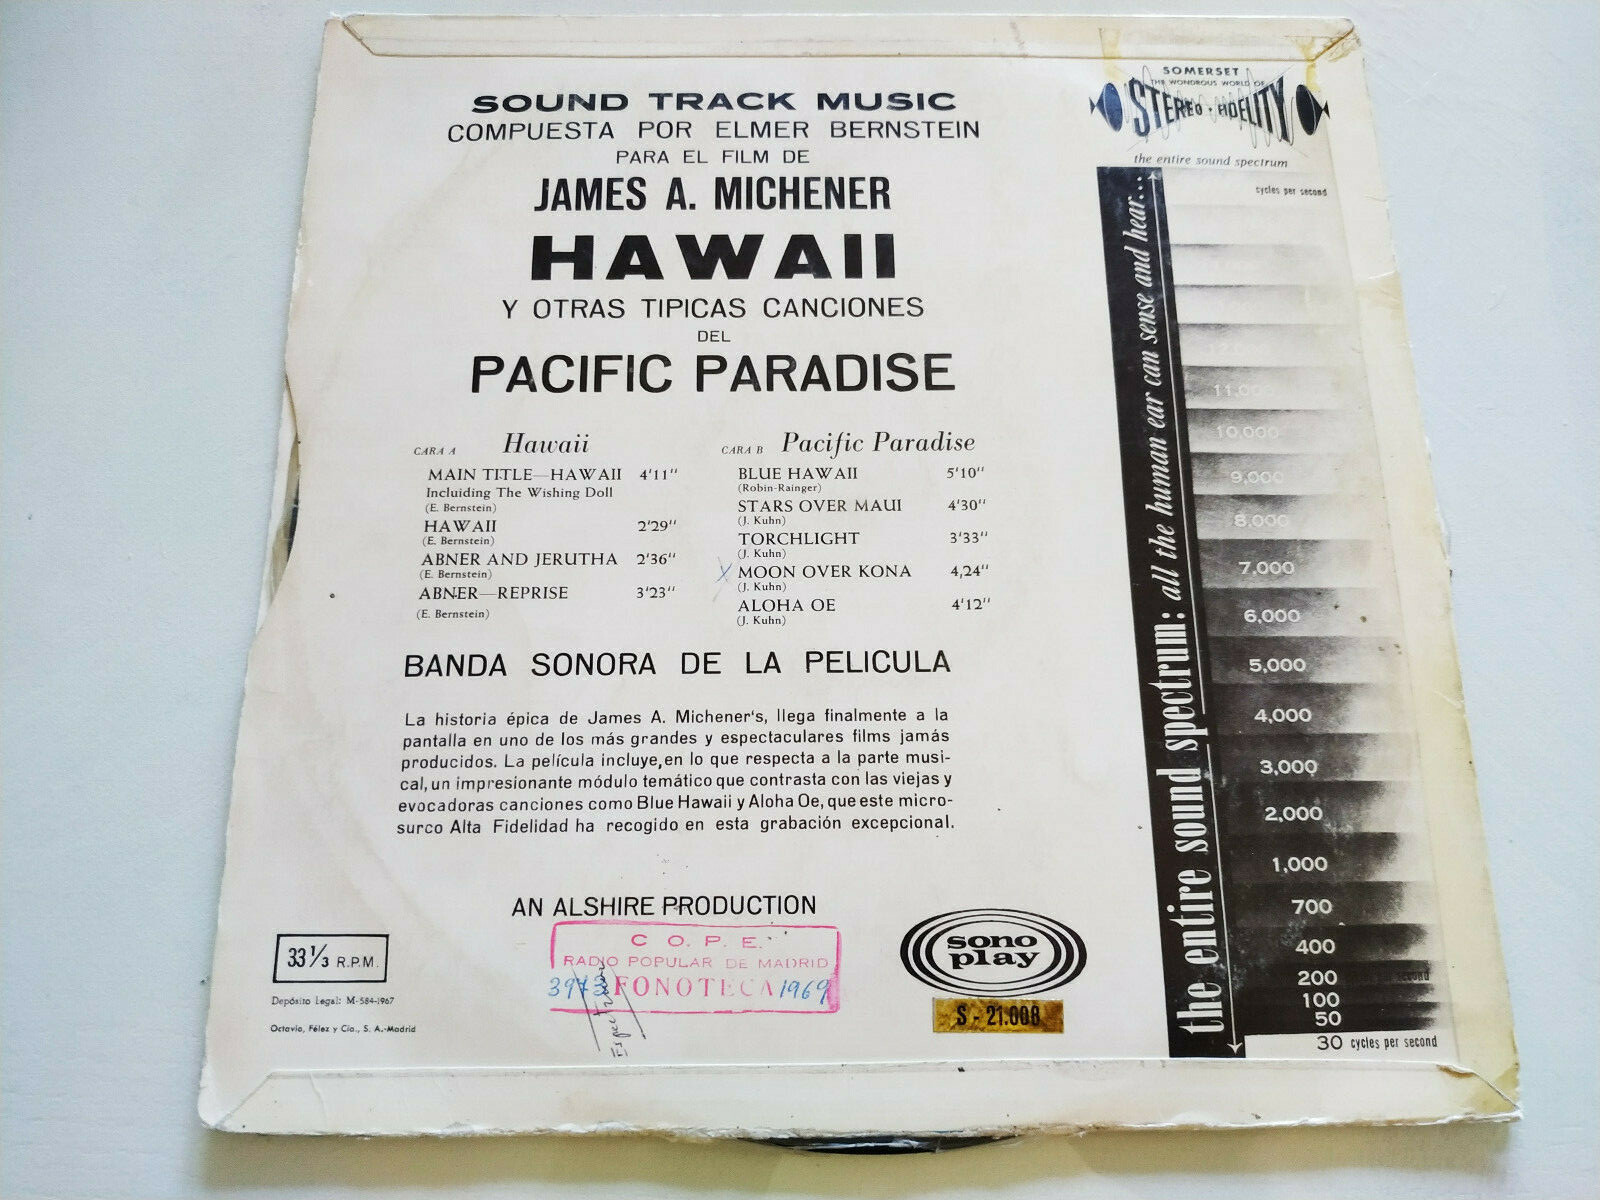 SOUND TRACK MUSIC
COMPUESTA POR ELMER BERNSTEIN
PARA EL FILM DE
JAMES A. MICHENER
HAWAII
Y OTRAS TIPICAS CANCIONES
DEL
PACIFIC PARADISE
CARA A Hawaii
MAIN TITLE—HAWAII 4'11''
Incluiding The Wishing Doll
(E. Bernstein)
HAWAII 2'29''
(E. Bernstein)
ABNER AND JERUTHA 2'36''
(E. Bernstein)
ABNER—REPRISE 3'23''
(E. Bernstein)
CARA B Pacific Paradise
BLUE HAWAII 5'10''
(Robin-Rainger)
STARS OVER MAUI 4'30''
(J. Kuhn)
TORCHLIGHT 3'33''
(J. Kuhn)
X MOON OVER KONA 4,24''
(J. Kuhn)
ALOHA OE 4'12''
(J. Kuhn)
BANDA SONORA DE LA PELICULA
La historia épica de James A. Michener's, llega finalmente a la
pantalla en uno de los más grandes y espectaculares films jamás
producidos. La película incluye, en lo que respecta a la parte musi-
cal, un impresionante módulo temático que contrasta con las viejas y
evocadoras canciones como Blue Hawaii y Aloha Oe, que este micro-
surco Alta Fidelidad ha recogido en esta grabación excepcional.
AN ALSHIRE PRODUCTION
C. O. P. E.
RADIO POPULAR DE MADRID
3973 FONOTECA 1969
33 1/3 R.P.M.
Depósito Legal: M-584-1967
Octavio, Félez y Cía., S. A.-Madrid
sono
play
S - 21.008
SOMERSET
THE WONDROUS WORLD OF
STEREO - FIDELITY
the entire sound spectrum
cycles per second
the entire sound spectrum: all the human ear can sense and hear...
11,000
10,000
9,000
8,000
7,000
6,000
5,000
4,000
3,000
2,000
1,000
700
400
200
100
50
30 cycles per second